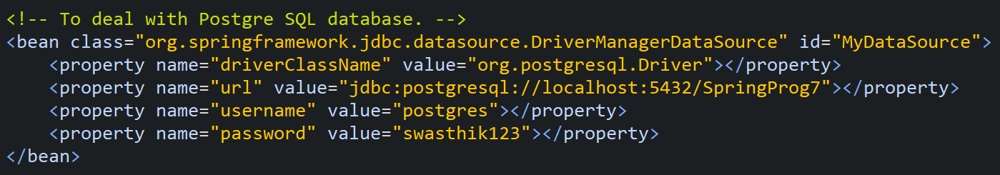 <!-- To deal with Postgre SQL database. -->
<bean class="org.springframework.jdbc.datasource.DriverManagerDataSource" id="MyDataSource">
    <property name="driverClassName" value="org.postgresql.Driver"></property>
    <property name="url" value="jdbc:postgresql://localhost:5432/SpringProg7"></property>
    <property name="username" value="postgres"></property>
    <property name="password" value="swasthik123"></property>
</bean>